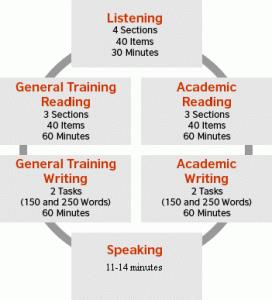 Listening
4 Sections
40 Items
30 Minutes
General Training
Reading
3 Sections
40 Items
60 Minutes
Academic
Reading
3 Sections
40 Items
60 Minutes
General Training
Writing
2 Tasks
(150 and 250 Words)
60 Minutes
Academic
Writing
2 Tasks
(150 and 250 Words)
60 Minutes
Speaking
11-14 minutes